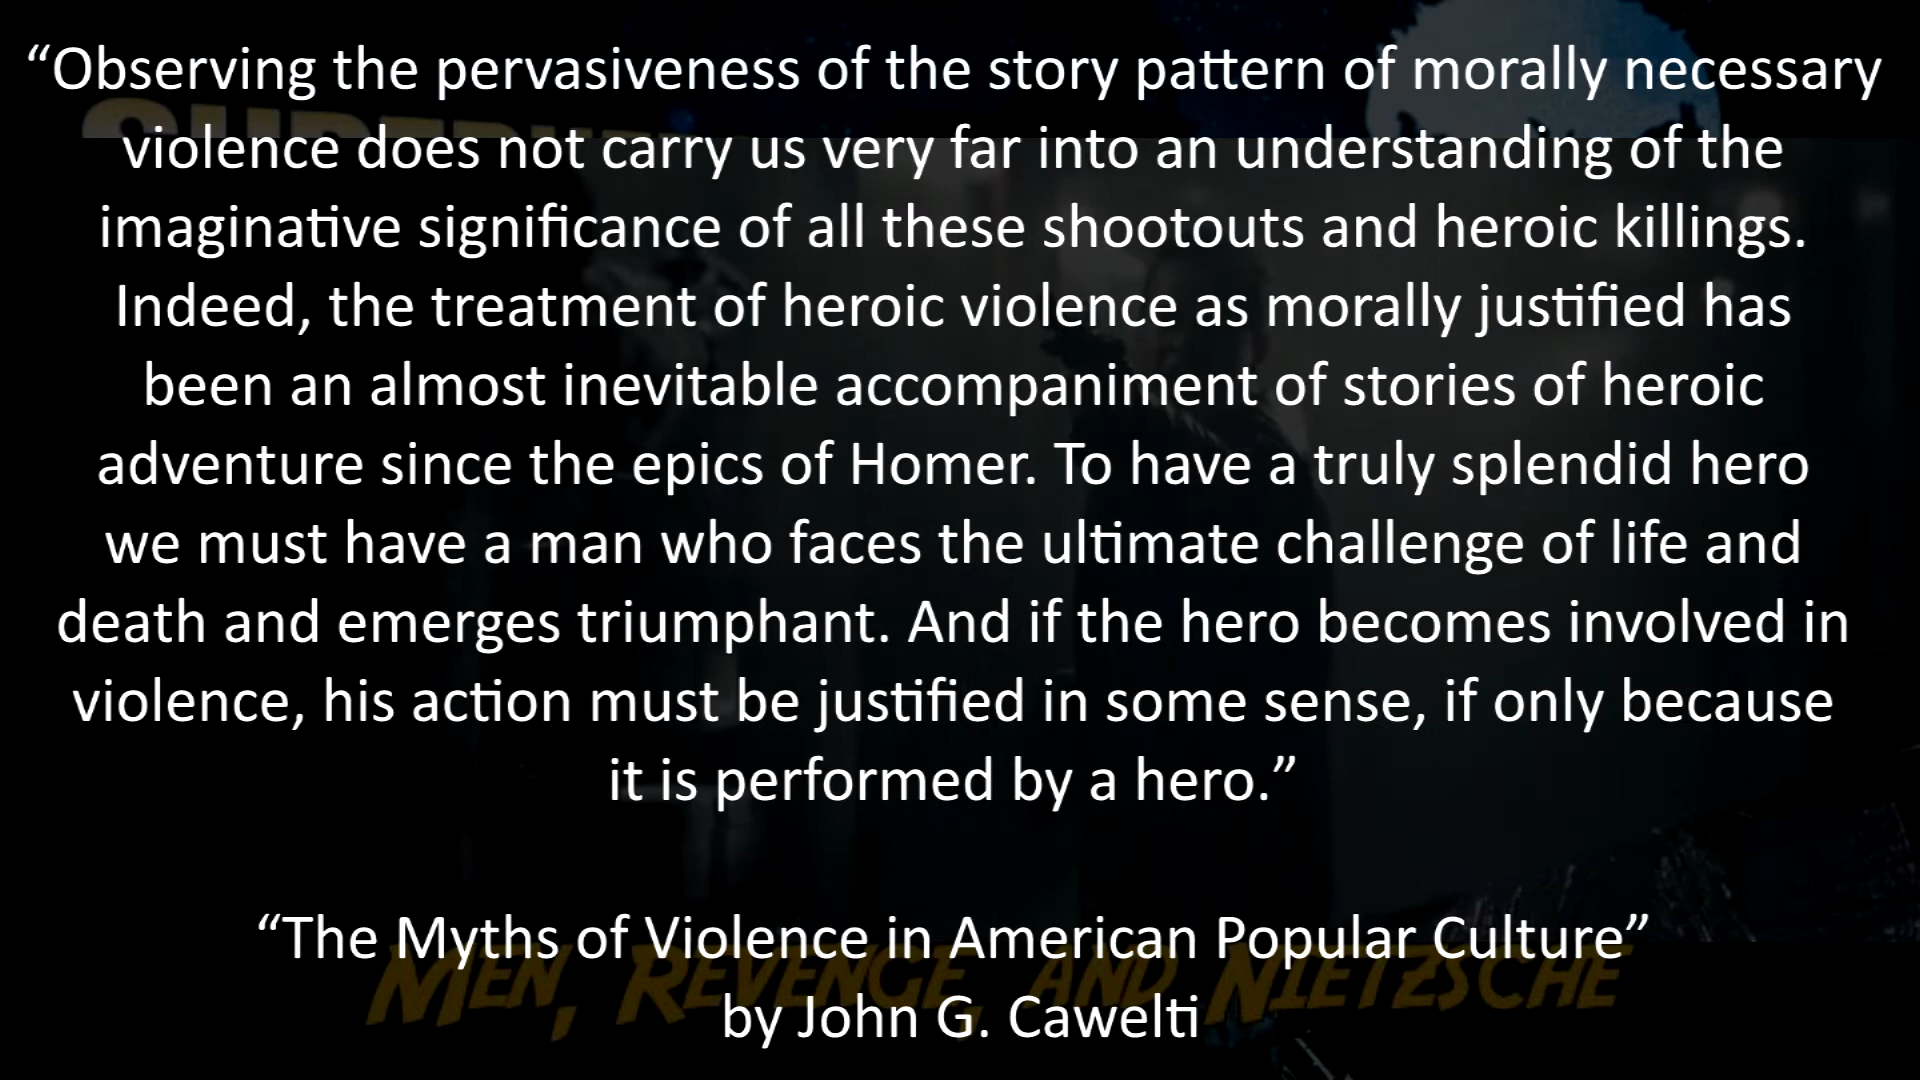 “Observing the pervasiveness of the story pattern of morally necessary
violence does not carry us very far into an understanding of the
imaginative significance of all these shootouts and heroic killings.
Indeed, the treatment of heroic violence as morally justified has
been an almost inevitable accompaniment of stories of heroic
adventure since the epics of Homer. To have a truly splendid hero
we must have a man who faces the ultimate challenge of life and
death and emerges triumphant. And if the hero becomes involved in
violence, his action must be justified in some sense, if only because
it is performed by a hero.”
“The Myths of Violence in American Popular Culture”
MEN, REVENGE, AND NIETZSCHE
by John G. Cawelti